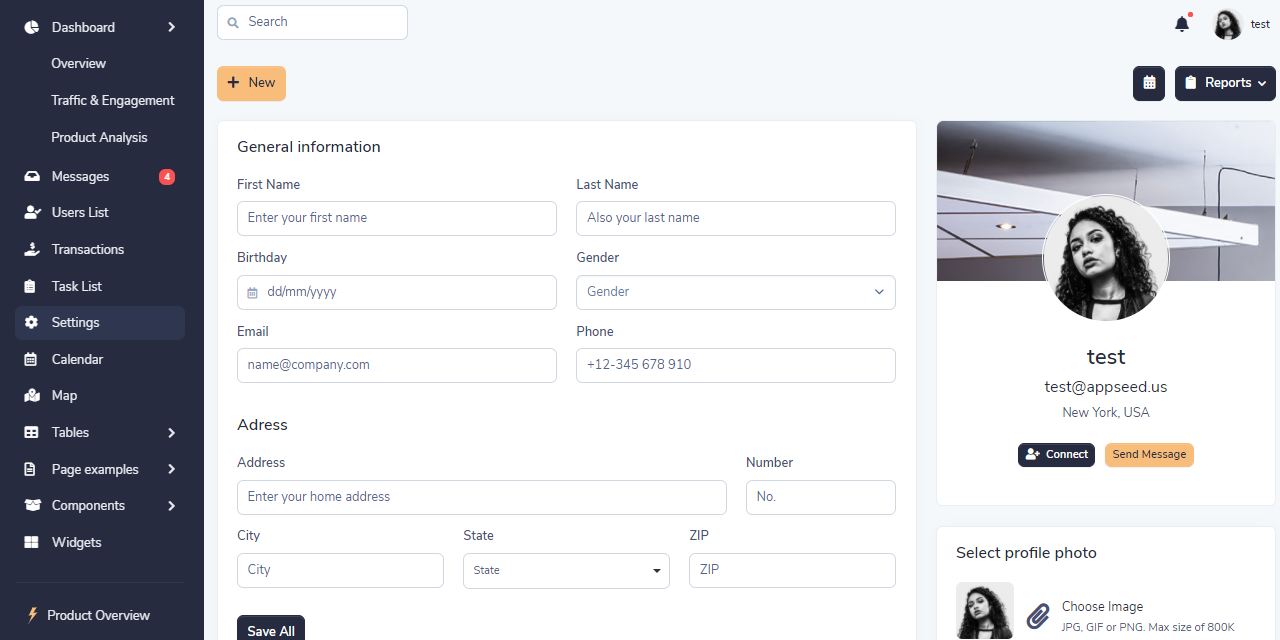 Dashboard
Overview
Traffic & Engagement
Product Analysis
Messages 4
Users List
Transactions
Task List
Settings
Calendar
Map
Tables
Page examples
Components
Widgets
Product Overview
Search
test
New
Reports
General information
First Name Last Name
Enter your first name Also your last name
Birthday Gender
dd/mm/yyyy Gender
Email Phone
name@company.com +12-345 678 910
Adress
Address Number
Enter your home address No.
City State ZIP
City State ZIP
Save All
test
test@appseed.us
New York, USA
Connect Send Message
Select profile photo
Choose Image
JPG, GIF or PNG. Max size of 800K